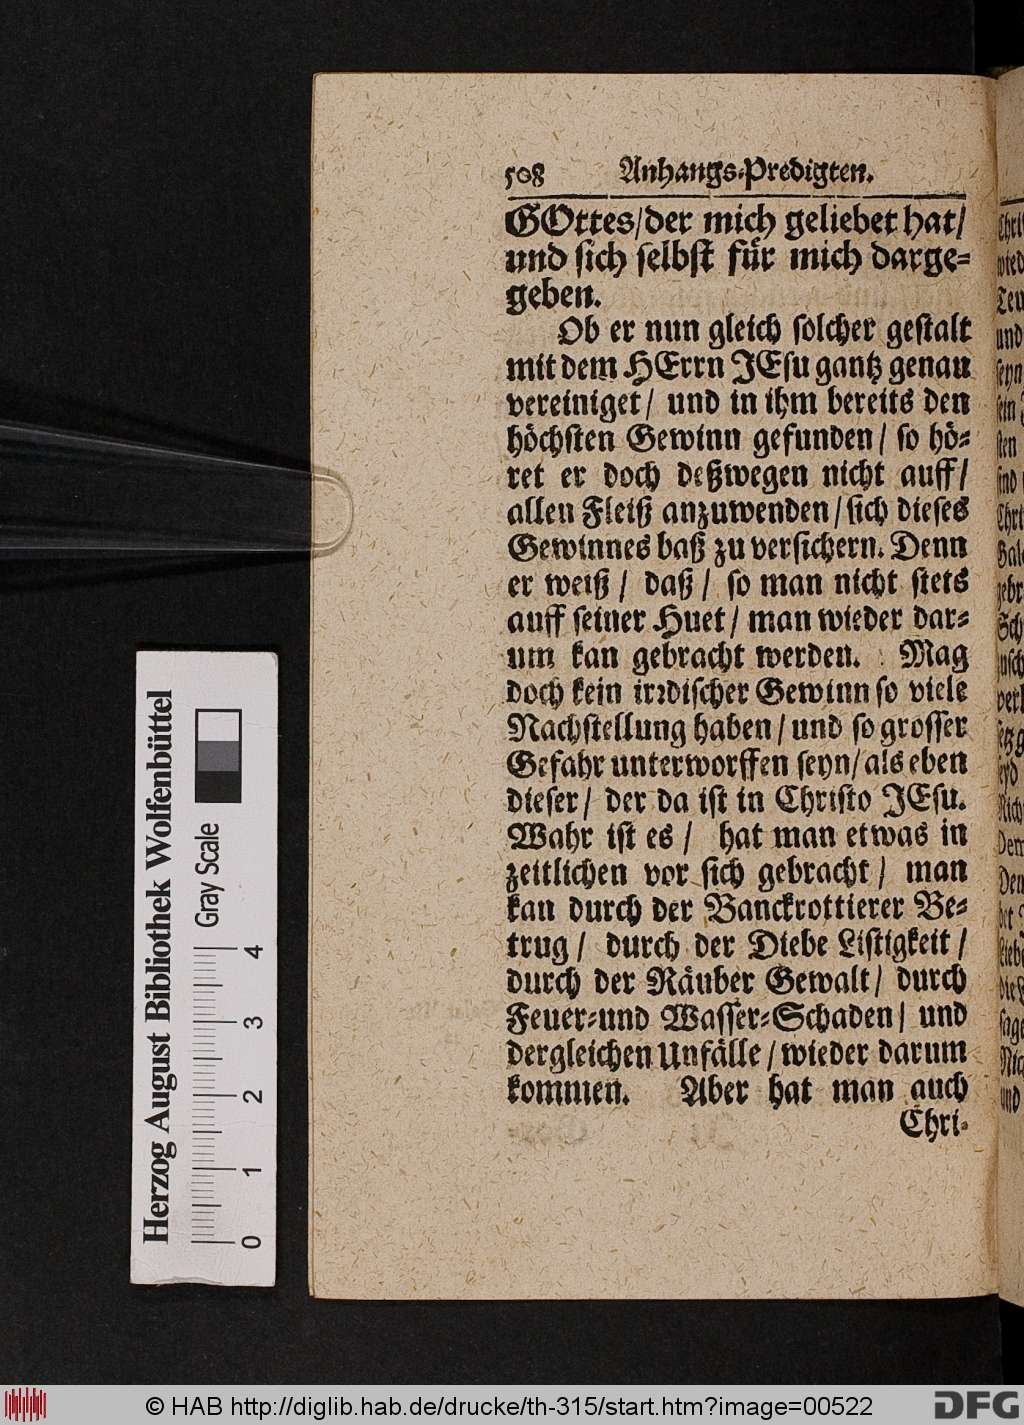 508 Anhangs-Predigten.
GOttes/der mich geliebet hat/
und sich selbst für mich darge-
geben.
Ob er nun gleich solcher gestalt
mit dem HErrn JEsu gantz genau
vereiniget/ und in ihm bereits den
höchsten Gewinn gefunden/ so hö-
ret er doch deßwegen nicht auff/
allen Fleiß anzuwenden/sich dieses
Gewinnes baß zu versichern. Denn
er weiß/ daß/ so man nicht stets
auff seiner Huet/ man wieder dar-
um kan gebracht werden. Mag
doch kein irrdischer Gewinn so viele
Nachstellung haben/ und so grosser
Gefahr unterworffen seyn/ als eben
dieser/ der da ist in Christo JEsu.
Wahr ist es/ hat man etwas in
zeitlichen vor sich gebracht/ man
kan durch der Banckrottierer Be-
trug/ durch der Diebe Listigkeit/
durch der Räuber Gewalt/ durch
Feuer-und Wasser-Schaden/ und
dergleichen Unfälle/ wieder darum
kommen. Aber hat man auch
Chri-
Herzog August Bibliothek Wolfenbüttel
Gray Scale
0 1 2 3 4
© HAB http://diglib.hab.de/drucke/th-315/start.htm?image=00522
DFG